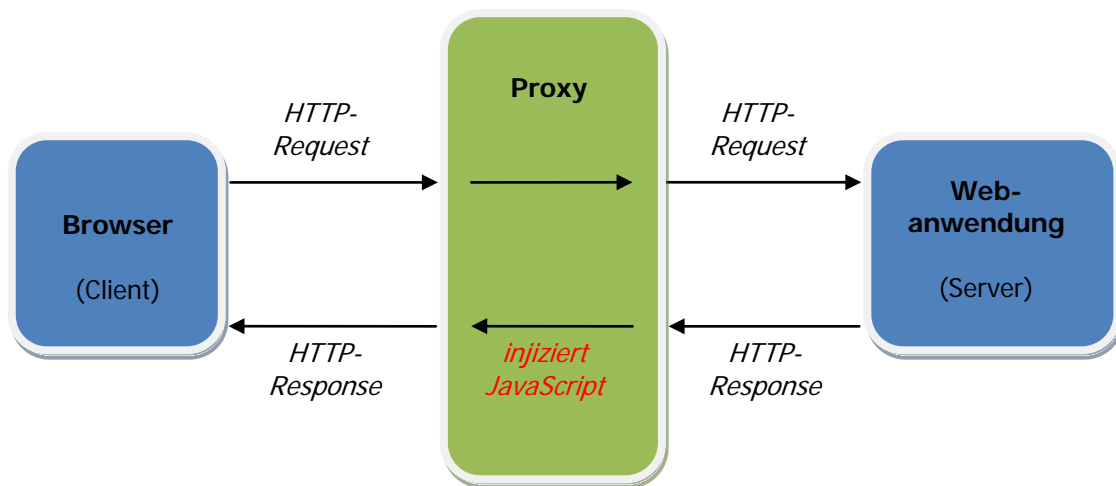 Proxy
HTTP-
Request
HTTP-
Request
Browser
(Client)
Web-
anwendung
(Server)
HTTP-
Response
injiziert
JavaScript
HTTP-
Response